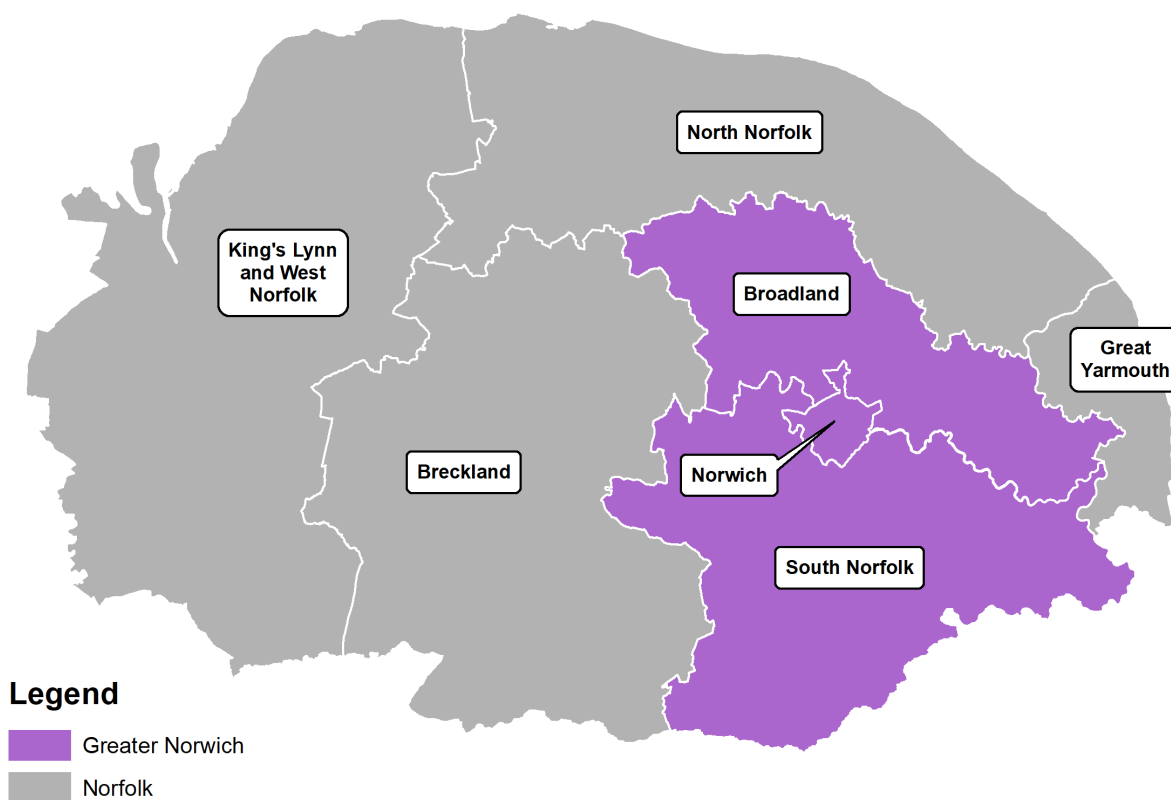 North Norfolk
King's Lynn
and West
Norfolk
Broadland
Great
Yarmouth
Breckland
Norwich
South Norfolk
Legend
Greater Norwich
Norfolk